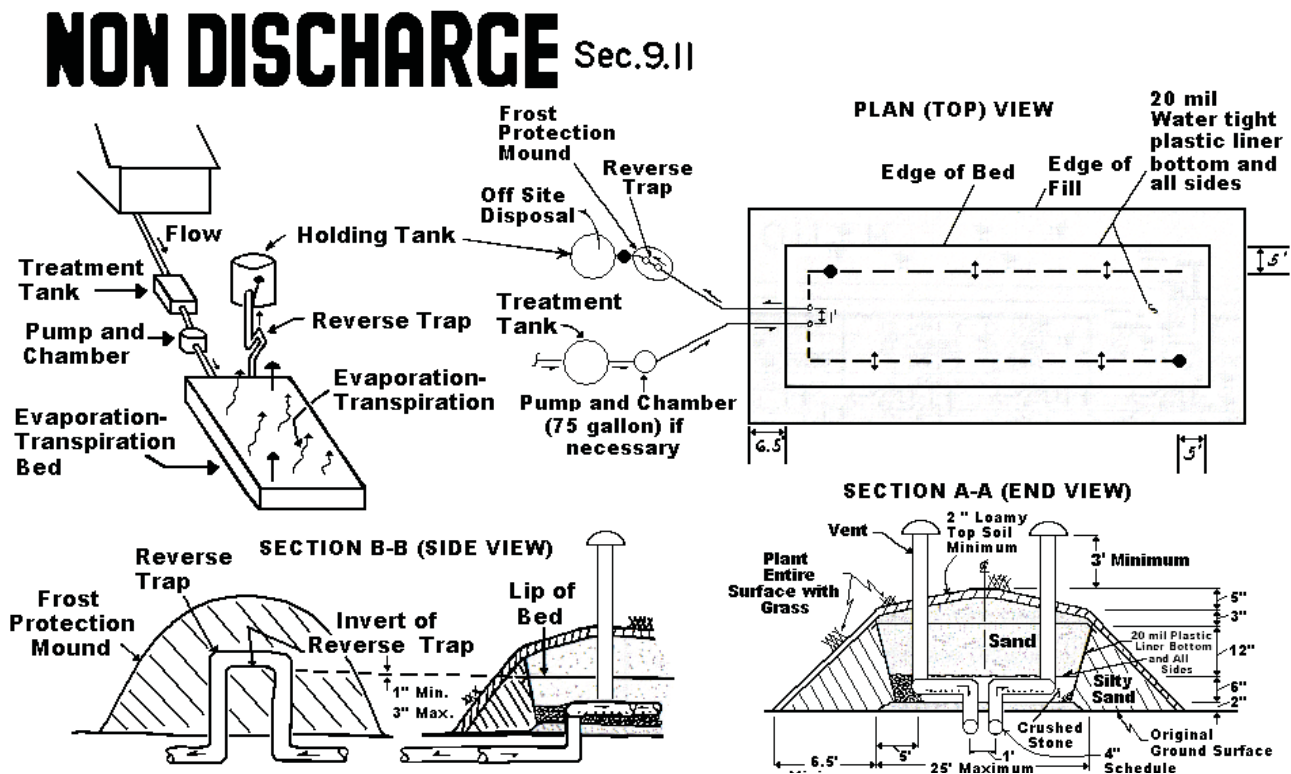 NON DISCHARGE Sec.9.11
Flow
Treatment
Tank
Pump and
Chamber
Evaporation-
Transpiration
Bed
Holding Tank
Reverse Trap
Evaporation-
Transpiration
Frost
Protection
Mound
Reverse
Trap
Off Site
Disposal
Treatment
Tank
Pump and Chamber
(75 gallon) if
necessary
PLAN (TOP) VIEW
Edge of Bed
Edge of
Fill
20 mil
Water tight
plastic liner
bottom and
all sides
.5'
1'
6.5'
.5'
SECTION B-B (SIDE VIEW)
Reverse
Trap
Frost
Protection
Mound
Invert of
Reverse Trap
1" Min.
3" Max.
Lip of
Bed
SECTION A-A (END VIEW)
Vent
2" Loamy
Top Soil
Minimum
3' Minimum
Plant
Entire
Surface with
Grass
5"
3"
Sand
20 mil Plastic
Liner Bottom
and All
Sides
12"
Silty
Sand
6"
2"
Crushed
Stone
Original
Ground Surface
5'
1'
4"
Schedule
6.5'
25' Maximum